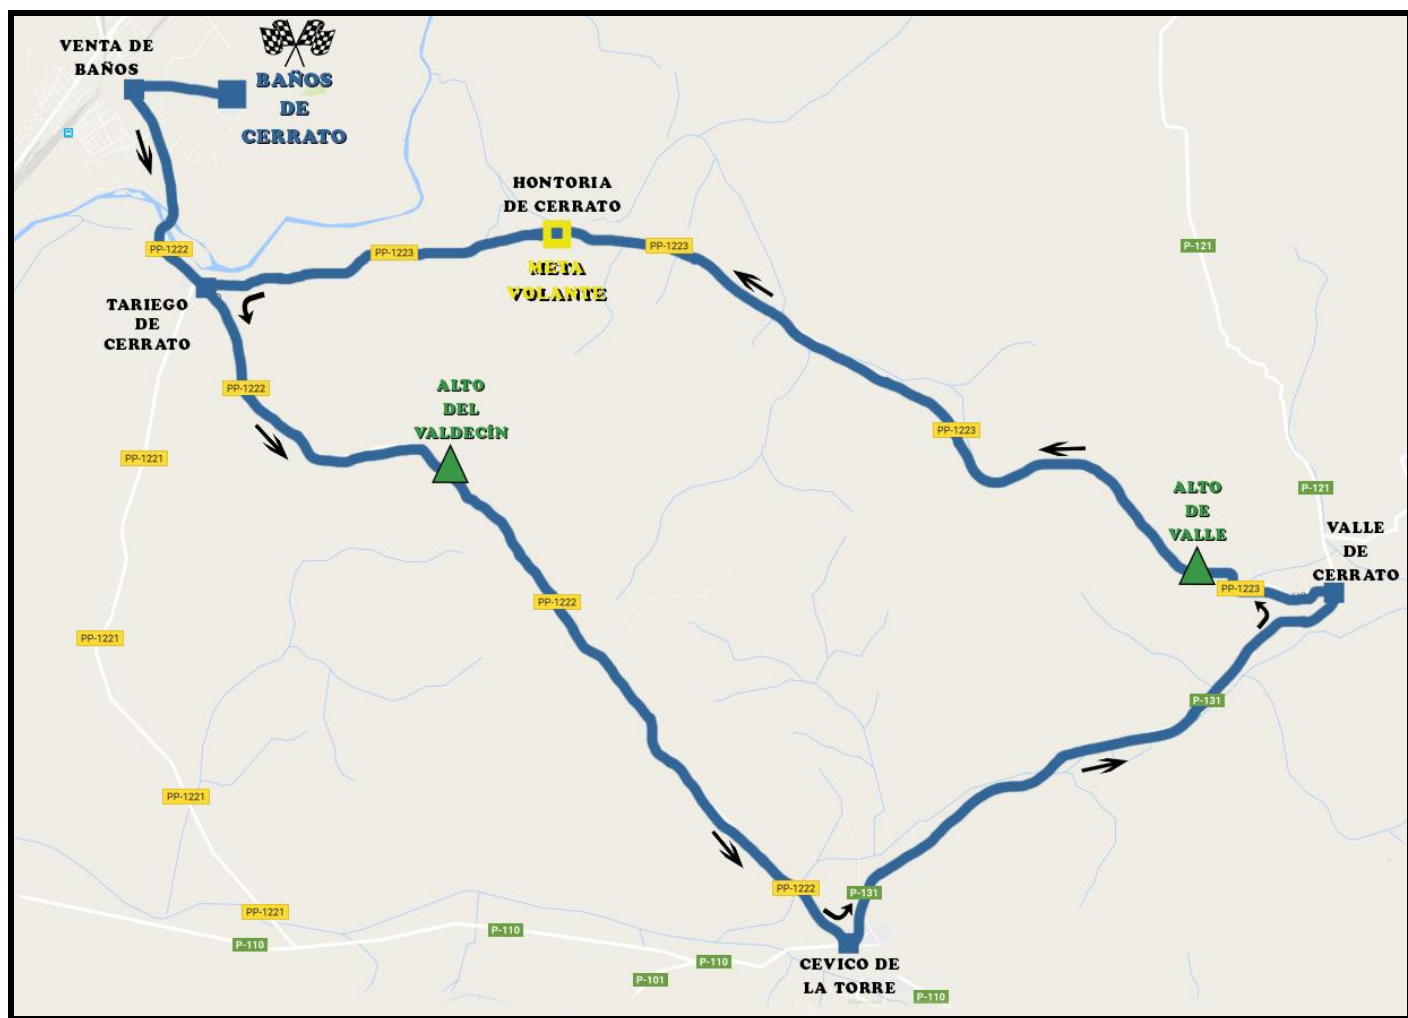 VENTA DE
BAÑOS
BAÑOS
DE
CERRATO
HONTORIA
DE CERRATO
META
VOLANTE
PP-1222
PP-1223
PP-1223
P-121
TARIEGO
DE
CERRATO
PP-1222
ALTO
DEL
VALDECÍN
PP-1221
PP-1223
P-121
ALTO
DE
VALLE
VALLE
DE
CERRATO
PP-1223
PP-1222
PP-1221
P-131
PP-1221
PP-1222
P-131
PP-1221
P-110
P-110
P-110
P-101
CEVICO DE
LA TORRE
P-110